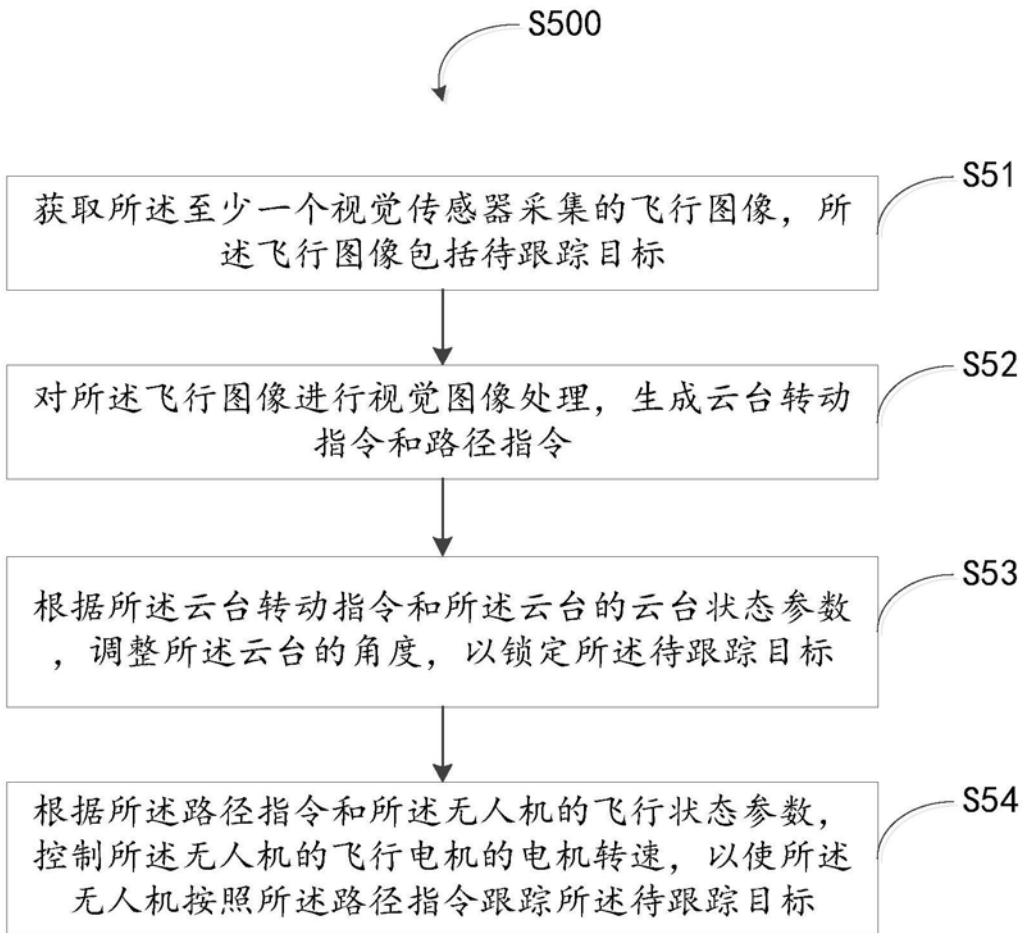 S500
S51
获取所述至少一个视觉传感器采集的飞行图像，所
述飞行图像包括待跟踪目标
S52
对所述飞行图像进行视觉图像处理，生成云台转动
指令和路径指令
S53
根据所述云台转动指令和所述云台的云台状态参数
，调整所述云台的角度，以锁定所述待跟踪目标
S54
根据所述路径指令和所述无人机的飞行状态参数，
控制所述无人机的飞行电机的电机转速，以使所述
无人机按照所述路径指令跟踪所述待跟踪目标